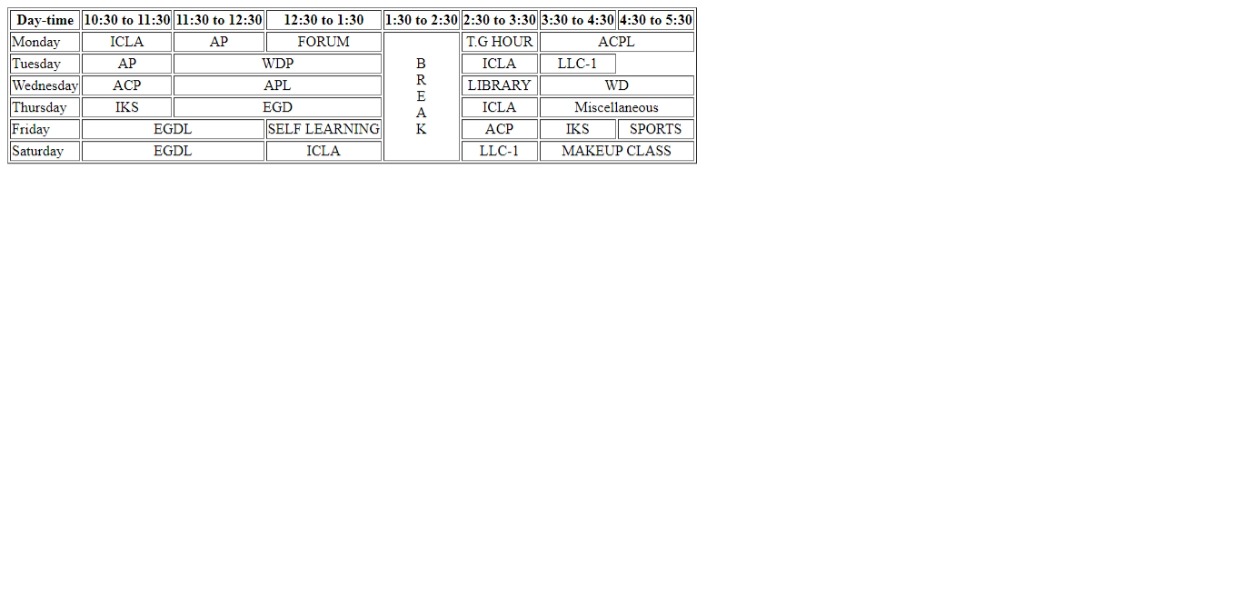 Day-time 10:30 to 11:30 11:30 to 12:30 12:30 to 1:30 1:30 to 2:30 2:30 to 3:30 3:30 to 4:30 4:30 to 5:30
Monday ICLA AP FORUM T.G HOUR ACPL
Tuesday AP WDP ICLA LLC-1
Wednesday ACP APL LIBRARY WD
Thursday IKS EGD ICLA Miscellaneous
Friday EGDL SELF LEARNING ACP IKS SPORTS
Saturday EGDL ICLA LLC-1 MAKEUP CLASS
B
R
E
A
K